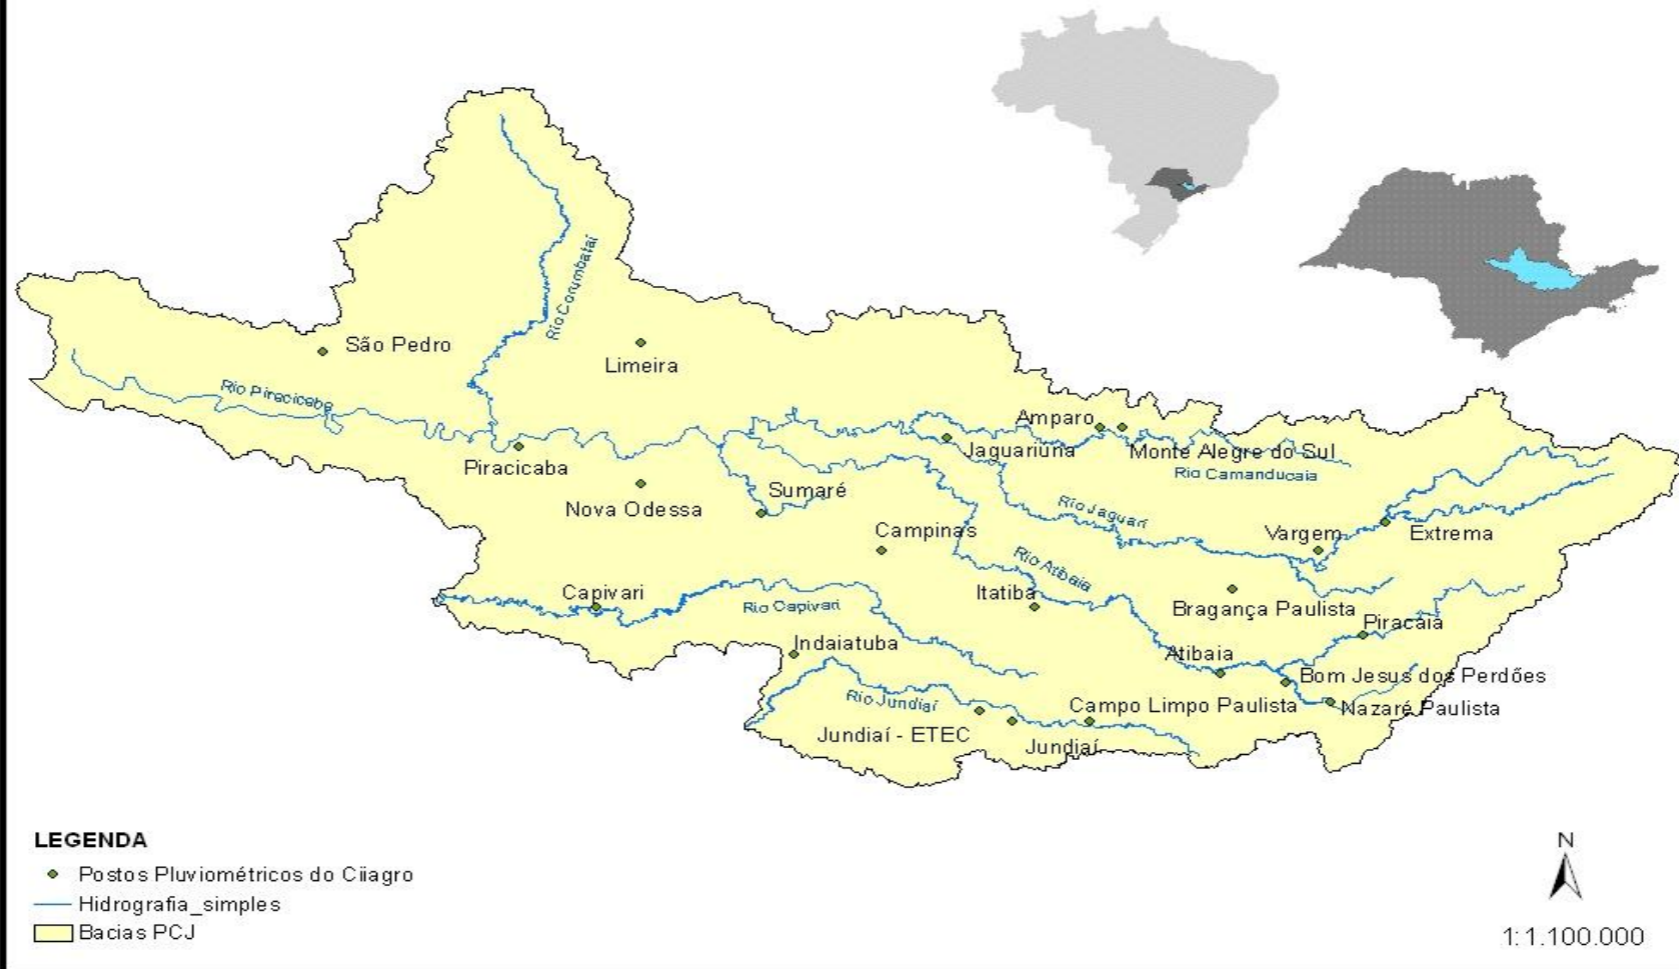 Rio Corumbataí
São Pedro
Limeira
Rio Piracicaba
Amparo
Jaguariúna
Monte Alegre do Sul
Rio Camanducaia
Piracicaba
Sumaré
Nova Odessa
Rio Jaguari
Campinas
Vargem
Extrema
Rio Atibaia
Capivari
Itatiba
Rio Capivari
Bragança Paulista
Piracaia
Indaiatuba
Atibaia
Bom Jesus dos Perdões
Rio Jundiaí
Campo Limpo Paulista
Nazaré Paulista
Jundiaí - ETEC
Jundiaí
LEGENDA
Postos Pluviométricos do Ciiagro
Hidrografia_simples
Bacias PCJ
N
1:1.100.000